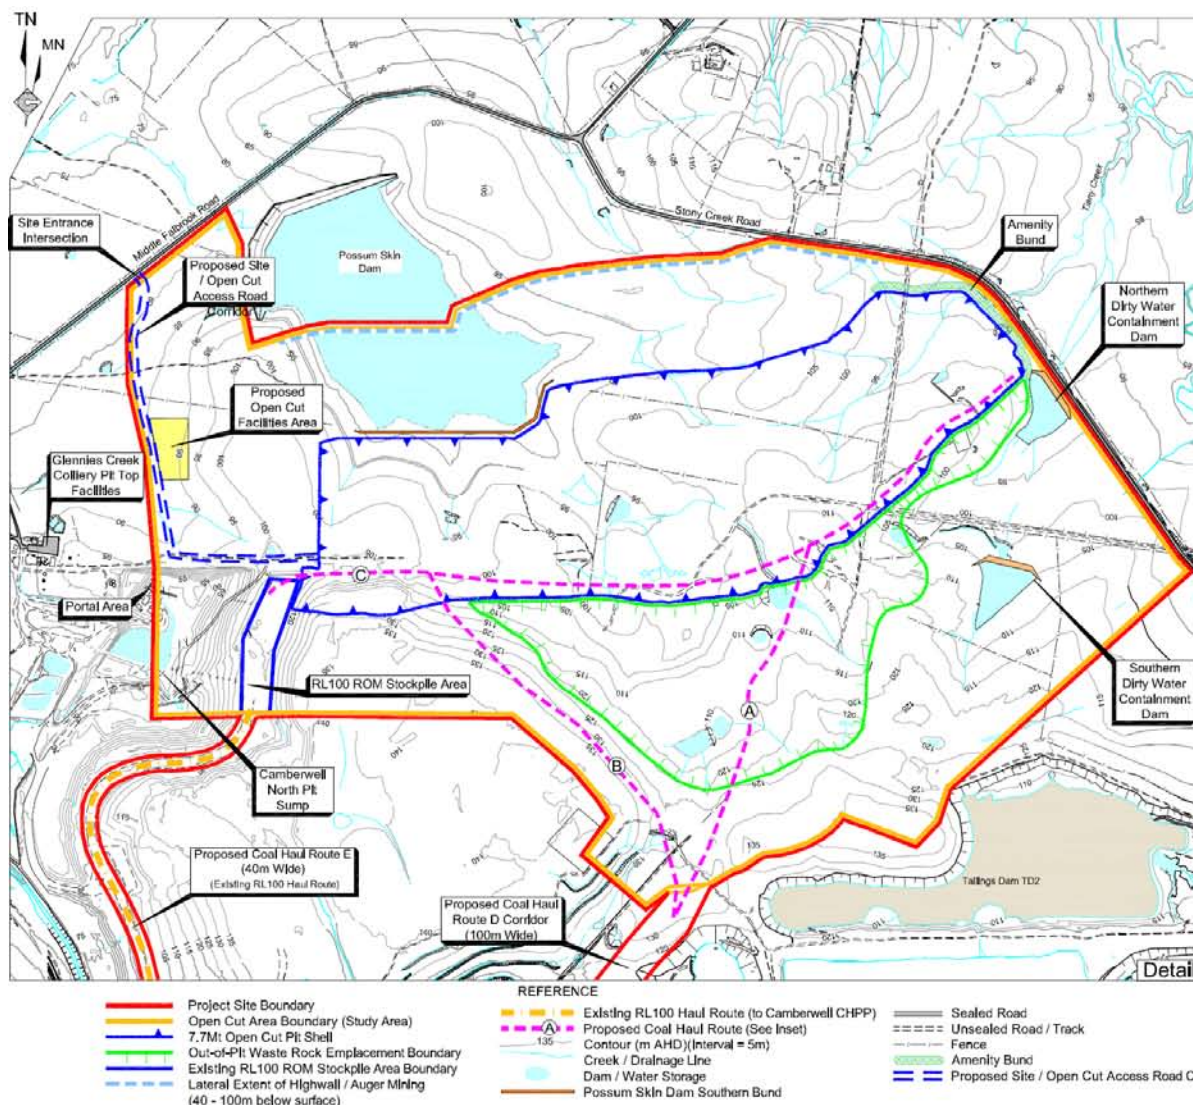 TN
MN
Site Entrance
Intersection
Middle Falbrook Road
Proposed Site
/ Open Cut
Access Road
Corridor
Possum Skin
Dam
Stony Creek Road
Amenity
Bund
Northern
Dirty Water
Containment
Dam
Proposed
Open Cut
Facilities Area
Glennies Creek
Colliery Pit Top
Facilities
Portal Area
C
RL100 ROM Stockpile Area
A
B
Southern
Dirty Water
Containment
Dam
Camberwell
North Pit
Sump
Proposed Coal Haul Route E
(40m Wide)
(Existing RL100 Haul Route)
Proposed Coal Haul
Route D Corridor
(100m Wide)
Tailings Dam TD2
Detail
REFERENCE
Project Site Boundary
Open Cut Area Boundary (Study Area)
7.7Mt Open Cut Pit Shell
Out-of-Pit Waste Rock Emplacement Boundary
Existing RL100 ROM Stockpile Area Boundary
Lateral Extent of Highwall / Auger Mining
(40 - 100m below surface)
Existing RL100 Haul Route (to Camberwell CHPP)
A Proposed Coal Haul Route (See Inset)
135 Contour (m AHD)(Interval = 5m)
Creek / Drainage Line
Dam / Water Storage
Possum Skin Dam Southern Bund
Sealed Road
Unsealed Road / Track
Fence
Amenity Bund
Proposed Site / Open Cut Access Road C